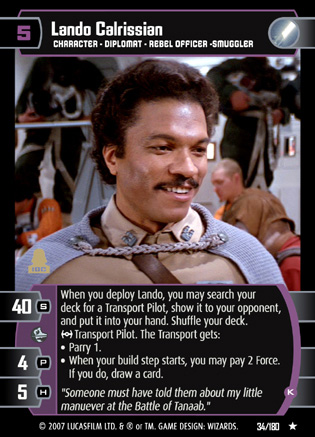 5
Lando Calrissian
CHARACTER - DIPLOMAT - REBEL OFFICER -SMUGGLER
IDC
40 S
4 P
5 H
When you deploy Lando, you may search your
deck for a Transport Pilot, show it to your opponent,
and put it into your hand. Shuffle your deck.
Transport Pilot. The Transport gets:
• Parry 1.
• When your build step starts, you may pay 2 Force.
If you do, draw a card.
"Someone must have told them about my little
manuever at the Battle of Tanaab."
K
© 2007 LUCASFILM LTD. & ® or TM. GAME DESIGN: WIZARDS. 34/180 ★